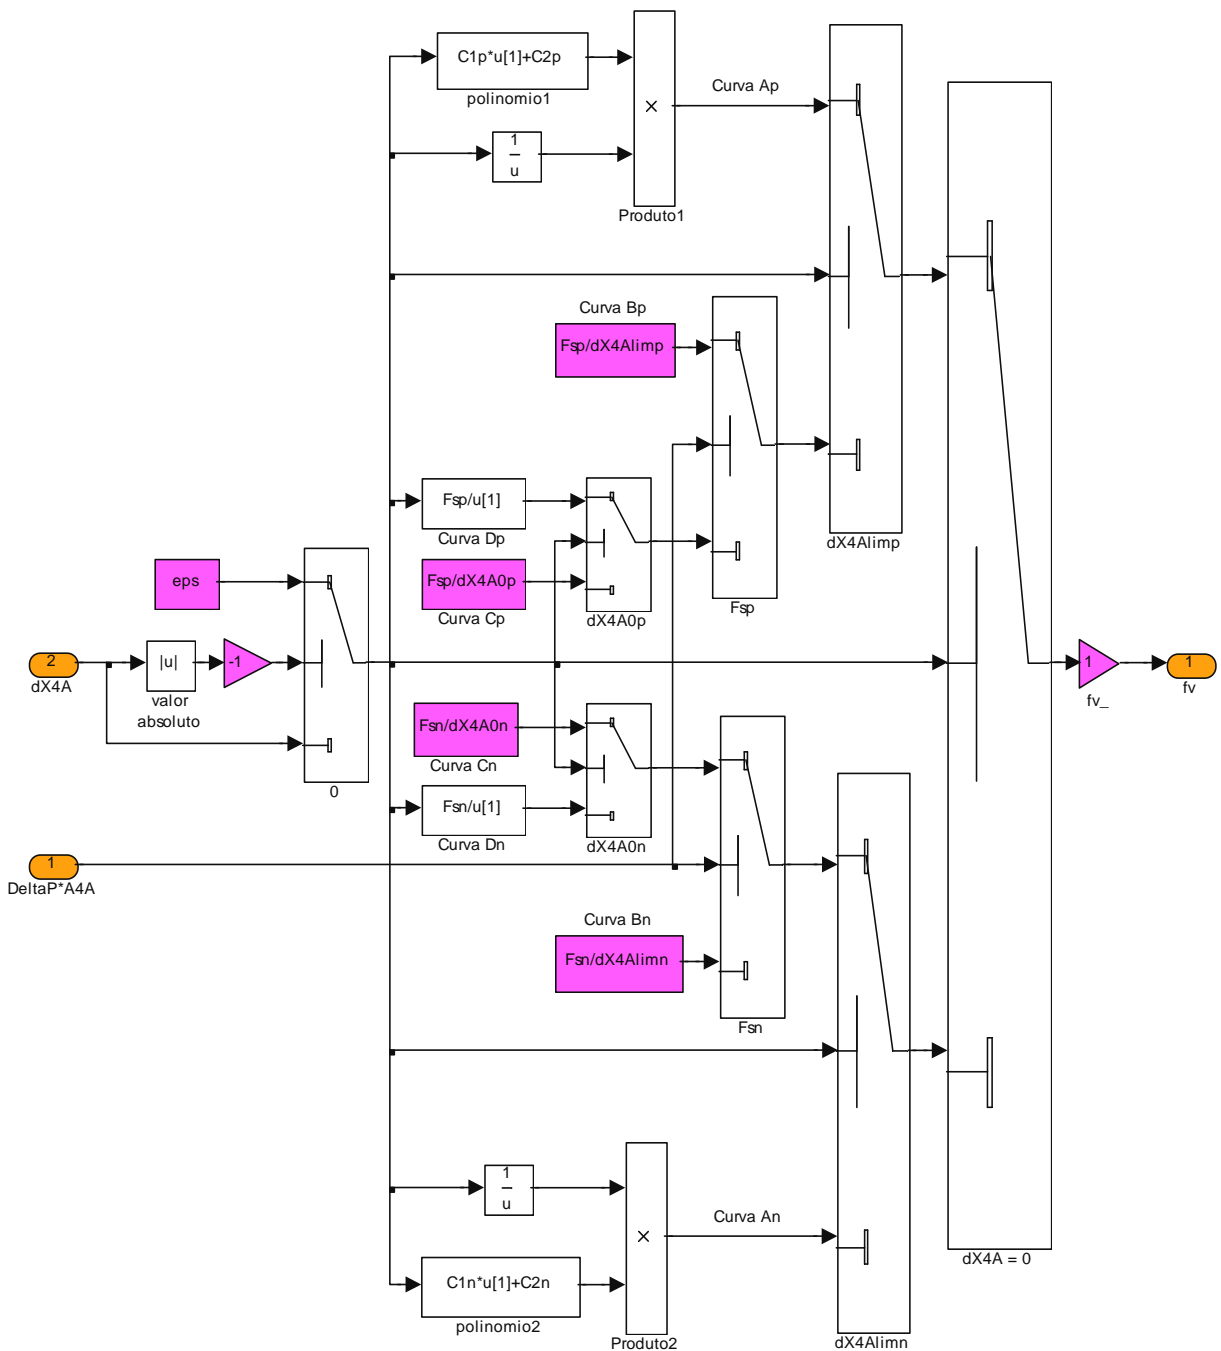 C1p*u[1]+C2p
polinomio1
1
u
×
Produto1
Curva Ap
dX4Alimp
Curva Bp
Fsp/dX4Alimp
Fsp
Fsp/u[1]
Curva Dp
Fsp/dX4A0p
Curva Cp
dX4A0p
eps
2
dX4A
|u|
valor
absoluto
-1
0
Fsn/dX4A0n
Curva Cn
Fsn/u[1]
Curva Dn
dX4A0n
1
DeltaP*A4A
1
fv_
1
fv
Curva Bn
Fsn/dX4Alimn
Fsn
1
u
×
Produto2
Curva An
C1n*u[1]+C2n
polinomio2
dX4Alimn
dX4A = 0